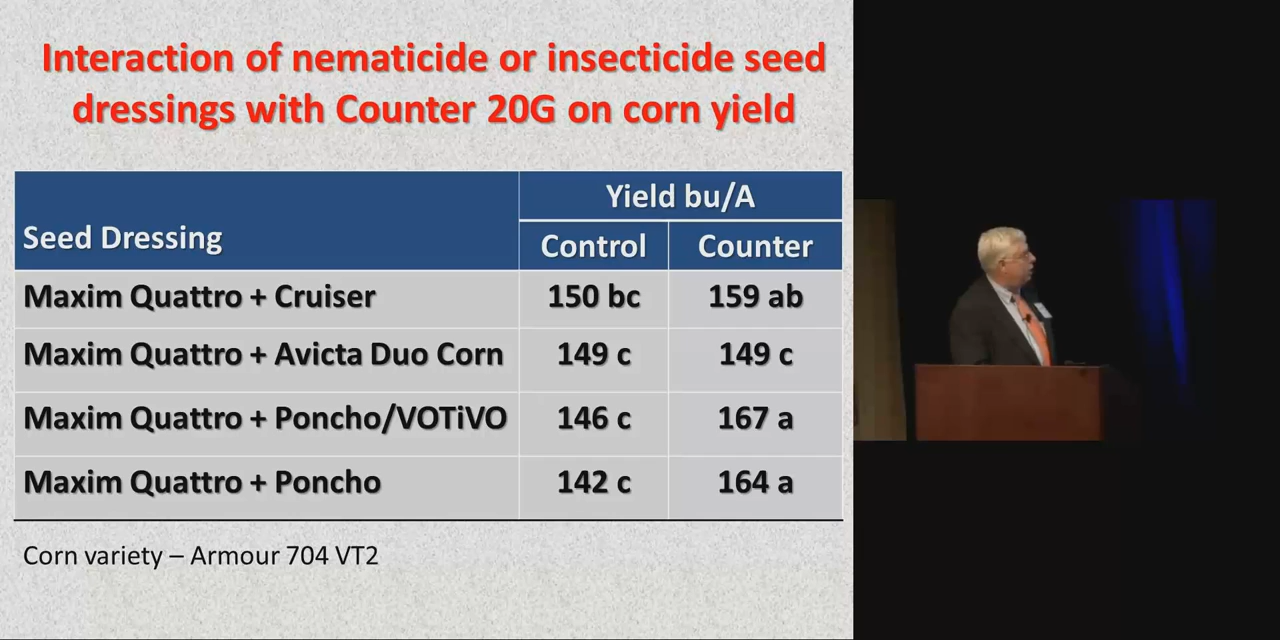 Interaction of nematicide or insecticide seed
dressings with Counter 20G on corn yield
Yield bu/A
Seed Dressing
Control Counter
Maxim Quattro + Cruiser 150 bc 159 ab
Maxim Quattro + Avicta Duo Corn 149 c 149 c
Maxim Quattro + Poncho/VOTiVO 146 c 167 a
Maxim Quattro + Poncho 142 c 164 a
Corn variety – Armour 704 VT2